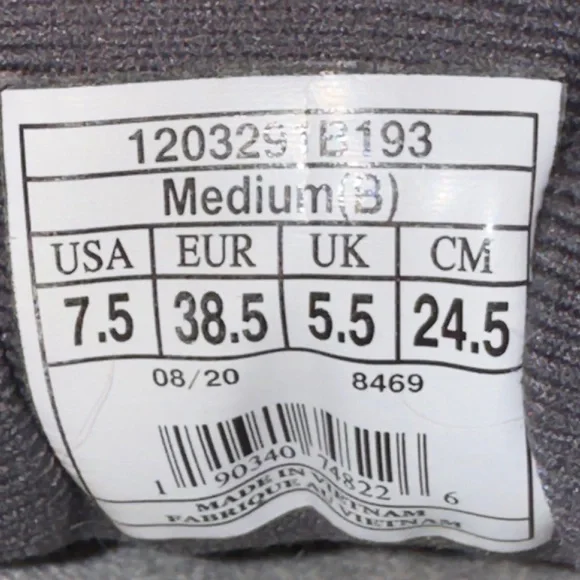 1203291B193
Medium(B)
USA EUR UK CM
7.5 38.5 5.5 24.5
08/20 8469
1 90340 74822 6
MADE IN VIETNAM
FABRIQUE AU VIETNAM